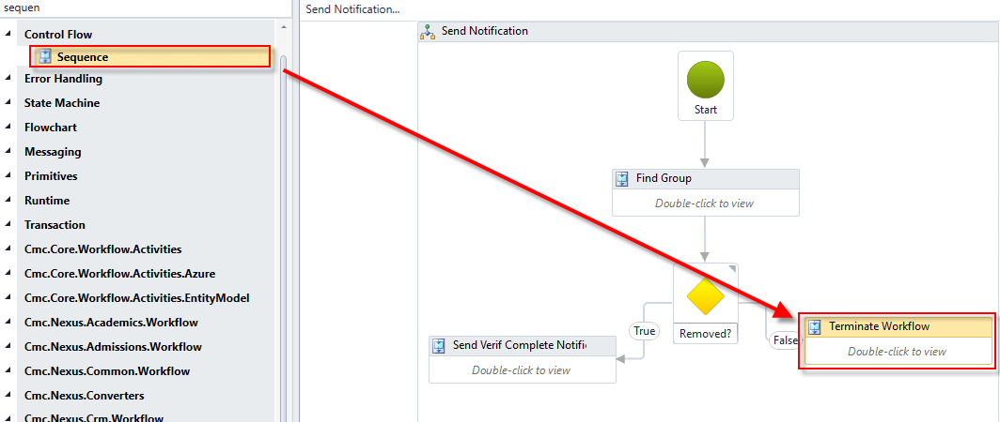 sequen
Control Flow
Sequence
Error Handling
State Machine
Flowchart
Messaging
Primitives
Runtime
Transaction
Cmc.Core.Workflow.Activities
Cmc.Core.Workflow.Activities.Azure
Cmc.Core.Workflow.Activities.EntityModel
Cmc.Nexus.Academics.Workflow
Cmc.Nexus.Admissions.Workflow
Cmc.Nexus.Common.Workflow
Cmc.Nexus.Converters
Cmc.Nexus.Crm.Workflow
Send Notification...
Send Notification
Start
Find Group
Double-click to view
Removed?
True
False
Send Verif Complete Notific
Double-click to view
Terminate Workflow
Double-click to view